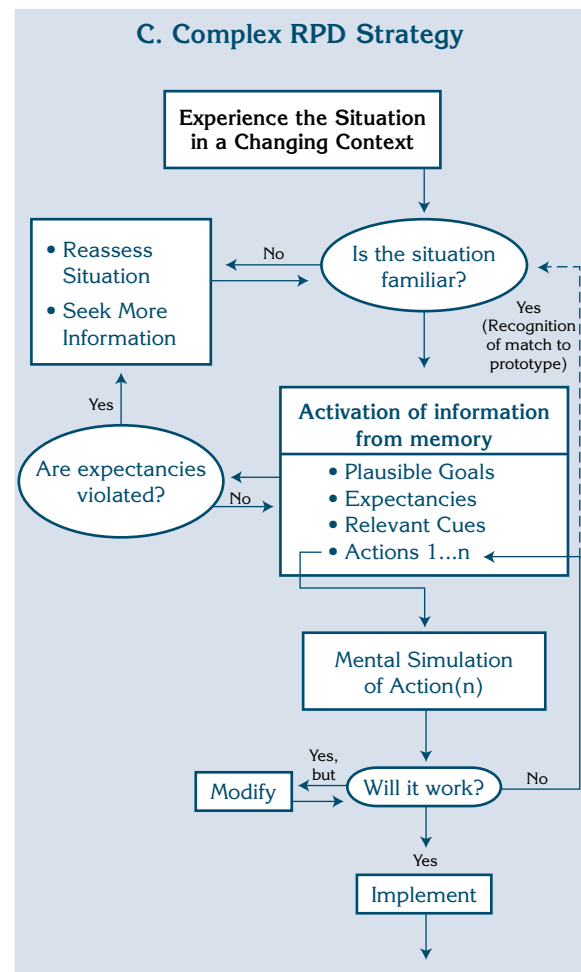 C. Complex RPD Strategy
Experience the Situation
in a Changing Context
Is the situation
familiar?
No
• Reassess
Situation
• Seek More
Information
Yes
(Recognition
of match to
prototype)
Activation of information
from memory
• Plausible Goals
• Expectancies
• Relevant Cues
• Actions 1...n
Yes
Are expectancies
violated?
No
Mental Simulation
of Action(n)
Yes,
but
Modify
Will it work?
No
Yes
Implement